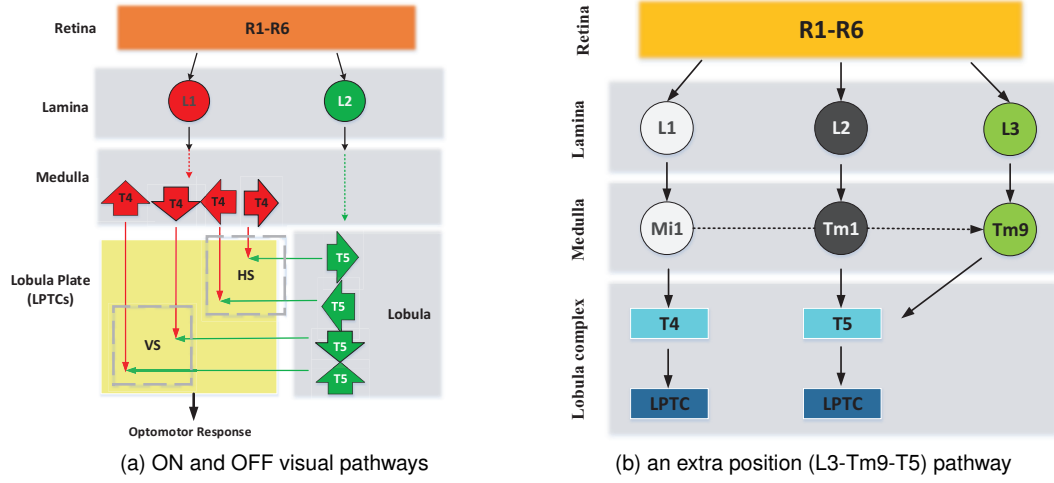 Retina
R1-R6
Lamina
L1
L2
Medulla
T4
T4
T4
T4
Lobula Plate
(LPTCs)
HS
VS
T5
T5
T5
T5
Lobula
Optomotor Response
(a) ON and OFF visual pathways
Retina
R1-R6
Lamina
L1
L2
L3
Medulla
Mi1
Tm1
Tm9
Lobula complex
T4
T5
LPTC
LPTC
(b) an extra position (L3-Tm9-T5) pathway